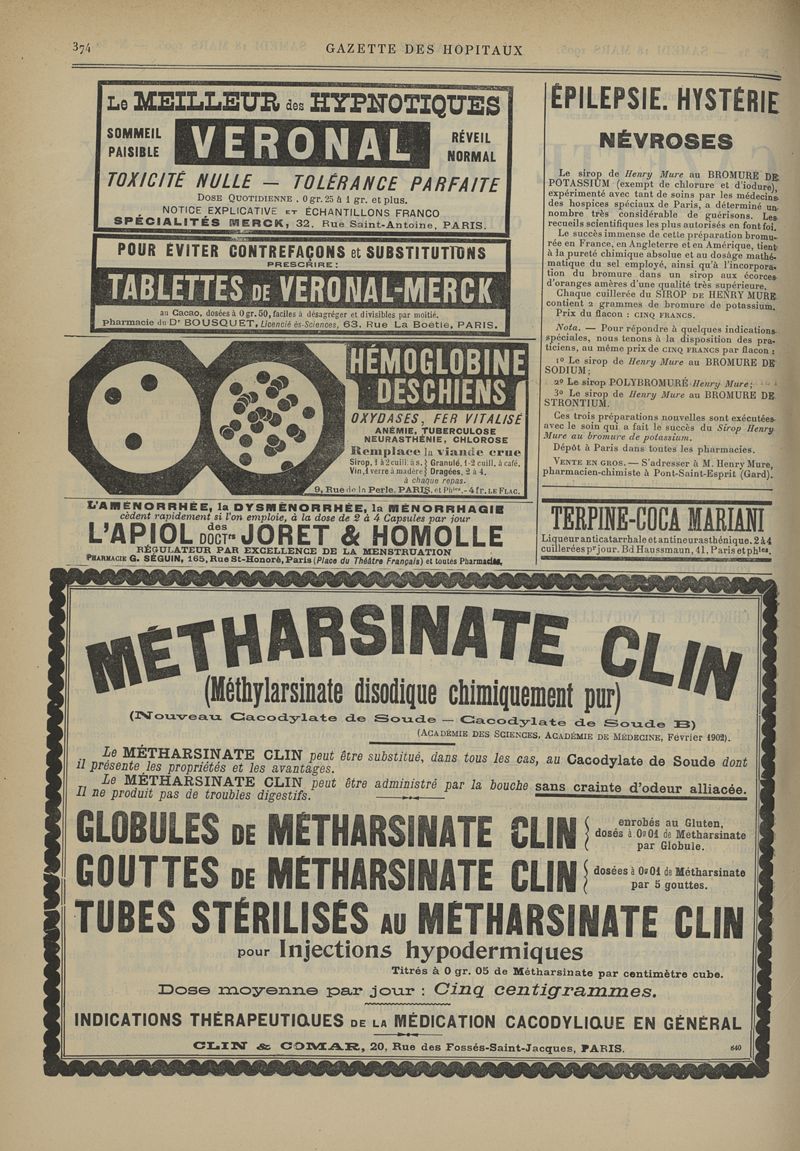 374
GAZETTE DES HOPITAUX
Le MEILLEUR des HYPNOTIQUES
SOMMEIL PAISIBLE
VERONAL
RÉVEIL NORMAL
TOXICITÉ NULLE — TOLÉRANCE PARFAITE
DOSE QUOTIDIENNE . 0 gr. 25 à 1 gr. et plus.
NOTICE EXPLICATIVE ET ÉCHANTILLONS FRANCO
SPÉCIALITÉS MERCK, 32, Rue Saint-Antoine, PARIS.
POUR ÉVITER CONTREFAÇONS et SUBSTITUTIONS
PRESCRIRE :
TABLETTES DE VERONAL-MERCK
au Cacao, dosées à 0 gr. 50, faciles à désagréger et divisibles par moitié.
pharmacie du Dr BOUSQUET, Licencié ès-Sciences, 63, Rue La Boétie, PARIS.
HÉMOGLOBINE
DESCHIENS
OXYDASES, FER VITALISÉ
ANÉMIE, TUBERCULOSE
NEURASTHÉNIE, CHLOROSE
Remplace la viande crue
Sirop, 1 à 2 cuill. à s. } Granulé, 1-2 cuill. à café.
Vin, 1 verre à madère } Dragées, 2 à 4.
à chaque repas.
9, Rue de la Perle, PARIS, et Phies. - 4 fr. LE FLAC.
L'AMÉNORRHÉE, la DYSMÉNORRHÉE, la MÉNORRHAGIE
cèdent rapidement si l'on emploie, à la dose de 2 à 4 Capsules par jour
L'APIOL des DOCTrs JORET & HOMOLLE
RÉGULATEUR PAR EXCELLENCE DE LA MENSTRUATION
PHARMACIE G. SÉGUIN, 165, Rue St-Honoré, Paris (Place du Théâtre Français) et toutes Pharmacies.
ÉPILEPSIE. HYSTÉRIE
NÉVROSES
Le sirop de Henry Mure au BROMURE DE
POTASSIUM (exempt de chlorure et d'iodure),
expérimenté avec tant de soins par les médecins
des hospices spéciaux de Paris, a déterminé un
nombre très considérable de guérisons. Les
recueils scientifiques les plus autorisés en font foi.
Le succès immense de cette préparation bromu-
rée en France, en Angleterre et en Amérique, tient
à la pureté chimique absolue et au dosage mathé-
matique du sel employé, ainsi qu'à l'incorpora-
tion du bromure dans un sirop aux écorces
d'oranges amères d'une qualité très supérieure.
Chaque cuillerée du SIROP DE HENRY MURE
contient 2 grammes de bromure de potassium.
Prix du flacon : CINQ FRANCS.
Nota. — Pour répondre à quelques indications
spéciales, nous tenons à la disposition des pra-
ticiens, au même prix de CINQ FRANCS par flacon :
1o Le sirop de Henry Mure au BROMURE DE
SODIUM;
2o Le sirop POLYBROMURÉ Henry Mure;
3o Le sirop de Henry Mure au BROMURE DE
STRONTIUM.
Ces trois préparations nouvelles sont exécutées
avec le soin qui a fait le succès du Sirop Henry
Mure au bromure de potassium.
Dépôt à Paris dans toutes les pharmacies.
VENTE EN GROS. — S'adresser à M. Henry Mure,
pharmacien-chimiste à Pont-Saint-Esprit (Gard).
TERPINE-COCA MARIANI
Liqueur anticatarrhale et antineurasthénique. 2 à 4
cuillerées pr jour. Bd Haussmaun, 41, Paris et phies.
MÉTHARSINATE CLIN
(Méthylarsinate disodique chimiquement pur)
(Nouveau Cacodylate de Soude — Cacodylate de Soude B)
(ACADÉMIE DES SCIENCES, ACADÉMIE DE MÉDECINE, Février 1902).
Le MÉTHARSINATE CLIN peut être substitué, dans tous les cas, au Cacodylate de Soude dont
il présente les propriétés et les avantages.
Le MÉTHARSINATE CLIN peut être administré par la bouche sans crainte d'odeur alliacée.
Il ne produit pas de troubles digestifs.
GLOBULES DE MÉTHARSINATE CLIN { enrobés au Gluten, dosés à 0g01 de Métharsinate par Globule.
GOUTTES DE MÉTHARSINATE CLIN { dosées à 0g01 de Métharsinate par 5 gouttes.
TUBES STÉRILISÉS AU MÉTHARSINATE CLIN
pour Injections hypodermiques
Titrés à 0 gr. 05 de Métharsinate par centimètre cube.
Dose moyenne par jour : Cinq centigrammes.
INDICATIONS THÉRAPEUTIQUES DE LA MÉDICATION CACODYLIQUE EN GÉNÉRAL
CLIN & COMAR, 20, Rue des Fossés-Saint-Jacques, PARIS.
640